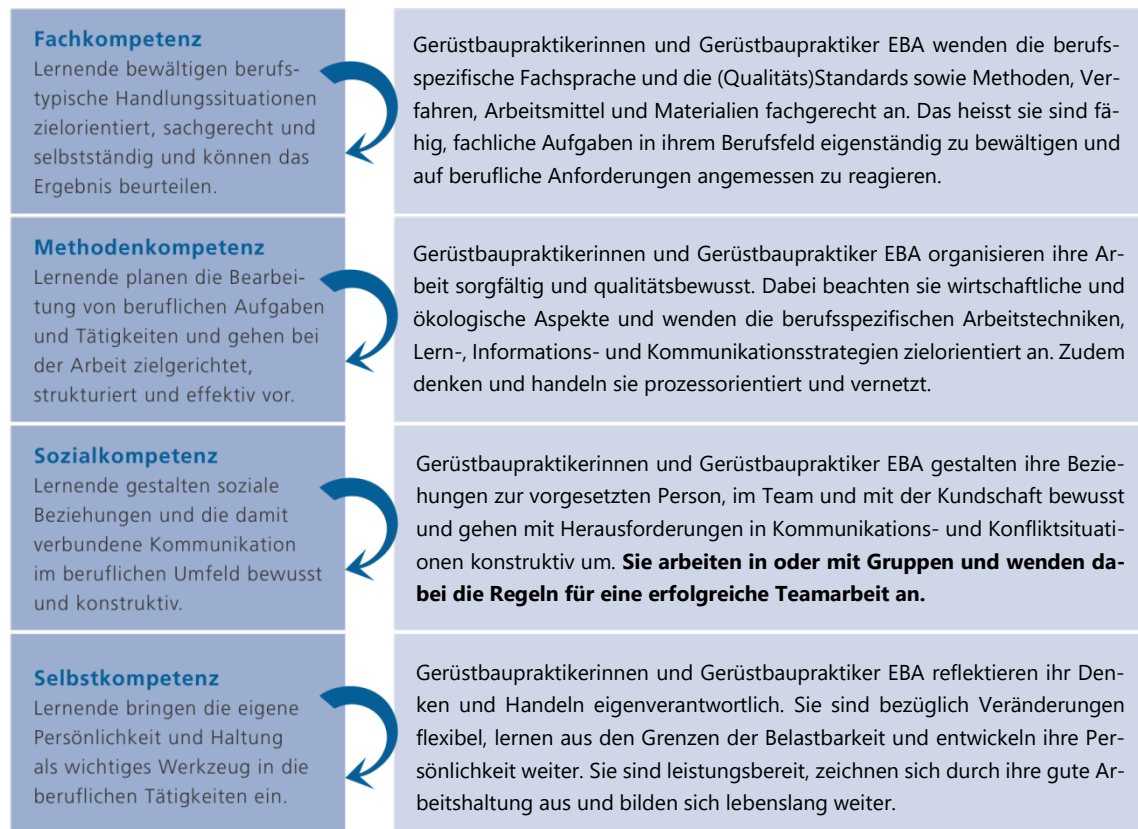 Fachkompetenz
Lernende bewältigen berufs-
typische Handlungssituationen
zielorientiert, sachgerecht und
selbstständig und können das
Ergebnis beurteilen.
Gerüstbaupraktikerinnen und Gerüstbaupraktiker EBA wenden die berufs-
spezifische Fachsprache und die (Qualitäts)Standards sowie Methoden, Ver-
fahren, Arbeitsmittel und Materialien fachgerecht an. Das heisst sie sind fä-
hig, fachliche Aufgaben in ihrem Berufsfeld eigenständig zu bewältigen und
auf berufliche Anforderungen angemessen zu reagieren.
Methodenkompetenz
Lernende planen die Bearbei-
tung von beruflichen Aufgaben
und Tätigkeiten und gehen bei
der Arbeit zielgerichtet,
strukturiert und effektiv vor.
Gerüstbaupraktikerinnen und Gerüstbaupraktiker EBA organisieren ihre Ar-
beit sorgfältig und qualitätsbewusst. Dabei beachten sie wirtschaftliche und
ökologische Aspekte und wenden die berufsspezifischen Arbeitstechniken,
Lern-, Informations- und Kommunikationsstrategien zielorientiert an. Zudem
denken und handeln sie prozessorientiert und vernetzt.
Sozialkompetenz
Lernende gestalten soziale
Beziehungen und die damit
verbundene Kommunikation
im beruflichen Umfeld bewusst
und konstruktiv.
Gerüstbaupraktikerinnen und Gerüstbaupraktiker EBA gestalten ihre Bezie-
hungen zur vorgesetzten Person, im Team und mit der Kundschaft bewusst
und gehen mit Herausforderungen in Kommunikations- und Konfliktsituati-
onen konstruktiv um. Sie arbeiten in oder mit Gruppen und wenden da-
bei die Regeln für eine erfolgreiche Teamarbeit an.
Selbstkompetenz
Lernende bringen die eigene
Persönlichkeit und Haltung
als wichtiges Werkzeug in die
beruflichen Tätigkeiten ein.
Gerüstbaupraktikerinnen und Gerüstbaupraktiker EBA reflektieren ihr Den-
ken und Handeln eigenverantwortlich. Sie sind bezüglich Veränderungen
flexibel, lernen aus den Grenzen der Belastbarkeit und entwickeln ihre Per-
sönlichkeit weiter. Sie sind leistungsbereit, zeichnen sich durch ihre gute Ar-
beitshaltung aus und bilden sich lebenslang weiter.